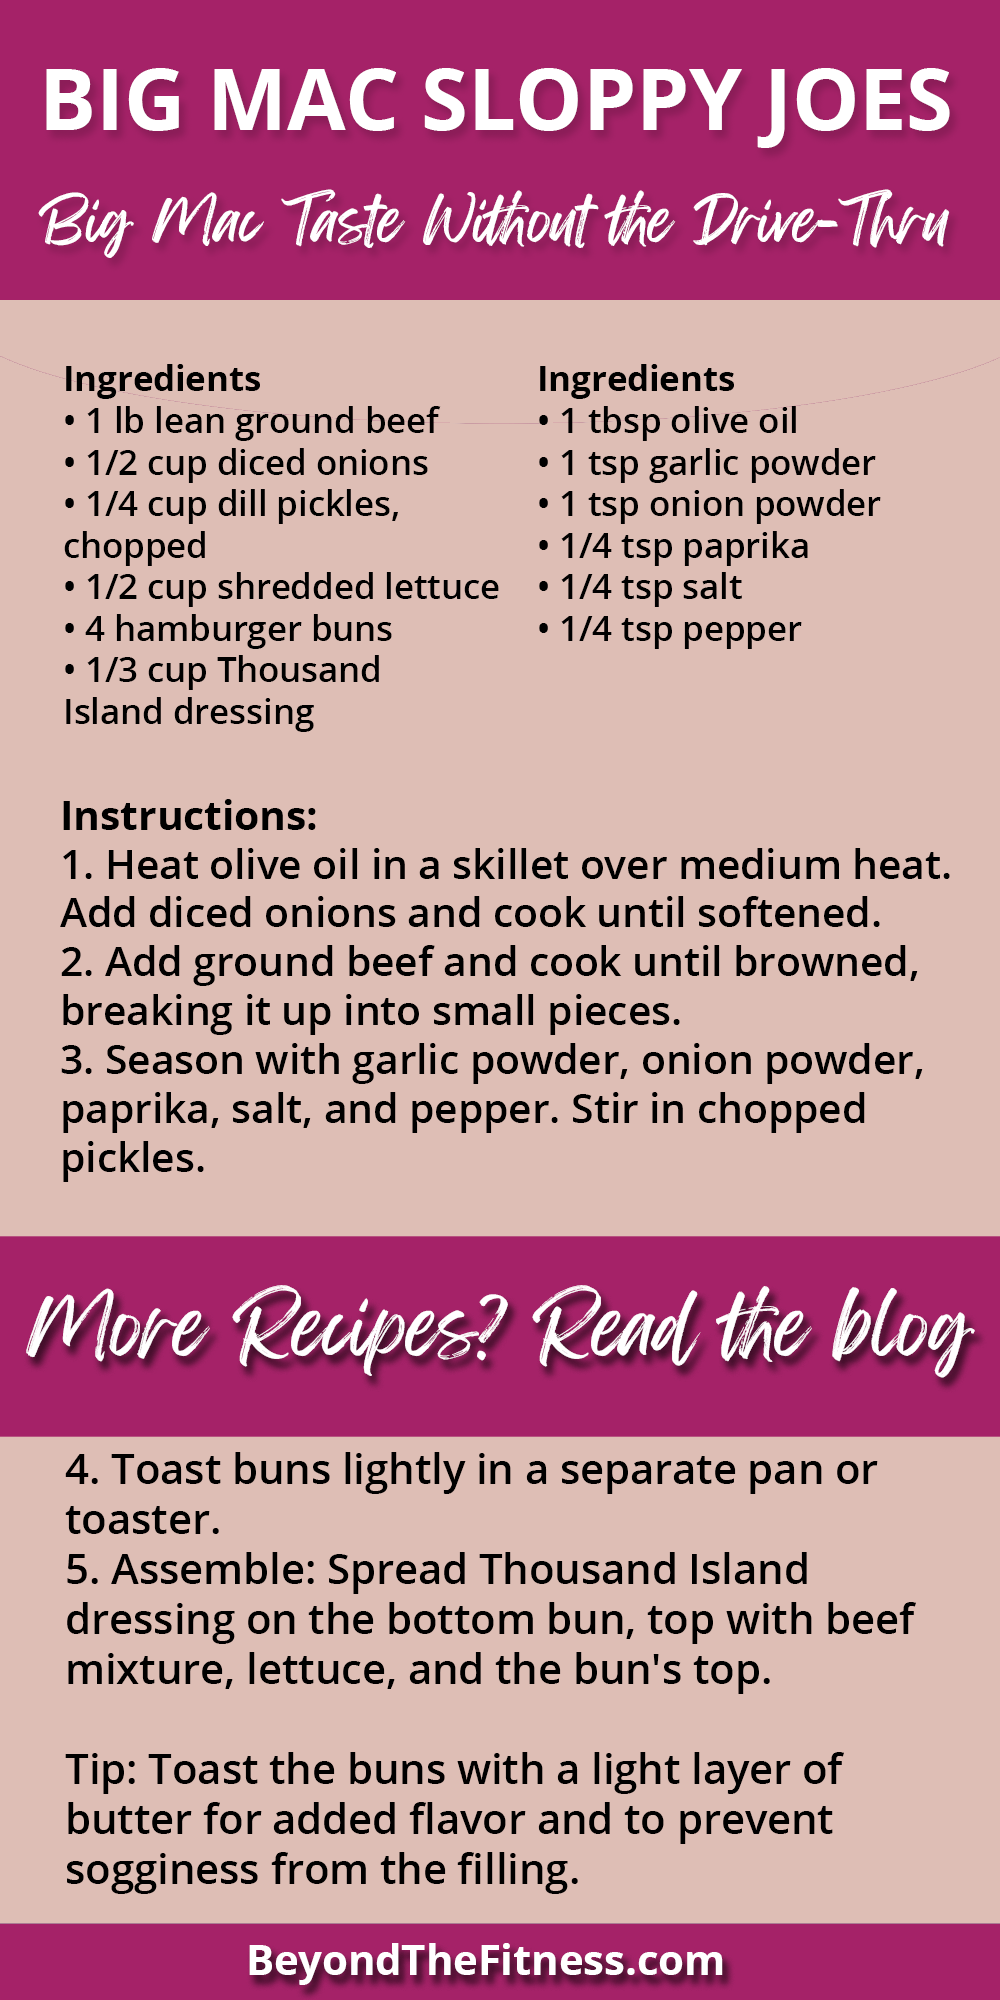 BIG MAC SLOPPY JOES
Big Mac Taste Without the Drive-Thru
Ingredients
• 1 lb lean ground beef
• 1/2 cup diced onions
• 1/4 cup dill pickles,
chopped
• 1/2 cup shredded lettuce
• 4 hamburger buns
• 1/3 cup Thousand
Island dressing
Ingredients
• 1 tbsp olive oil
• 1 tsp garlic powder
• 1 tsp onion powder
• 1/4 tsp paprika
• 1/4 tsp salt
• 1/4 tsp pepper
Instructions:
1. Heat olive oil in a skillet over medium heat.
Add diced onions and cook until softened.
2. Add ground beef and cook until browned,
breaking it up into small pieces.
3. Season with garlic powder, onion powder,
paprika, salt, and pepper. Stir in chopped
pickles.
More Recipes? Read the blog
4. Toast buns lightly in a separate pan or
toaster.
5. Assemble: Spread Thousand Island
dressing on the bottom bun, top with beef
mixture, lettuce, and the bun's top.
Tip: Toast the buns with a light layer of
butter for added flavor and to prevent
sogginess from the filling.
BeyondTheFitness.com